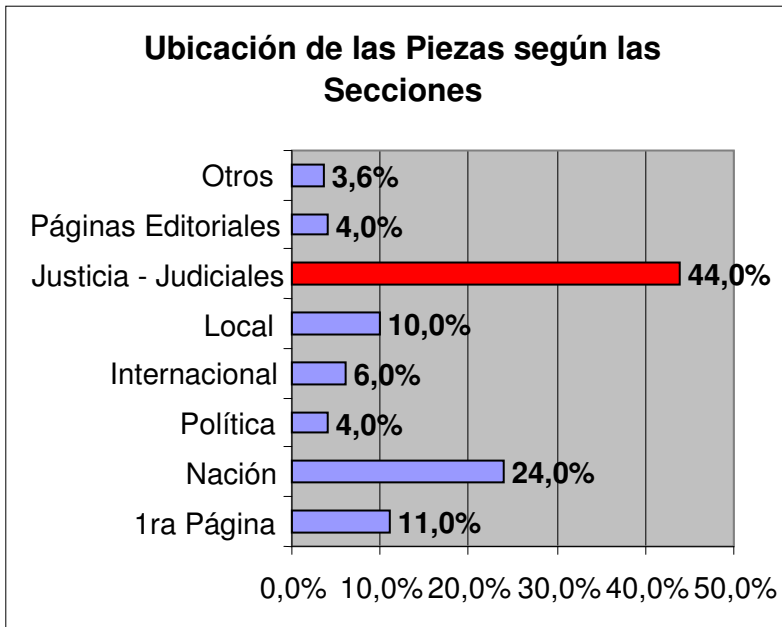 Ubicación de las Piezas según las
Secciones
Otros 3,6%
Páginas Editoriales 4,0%
Justicia - Judiciales 44,0%
Local 10,0%
Internacional 6,0%
Política 4,0%
Nación 24,0%
1ra Página 11,0%
0,0% 10,0% 20,0% 30,0% 40,0% 50,0%